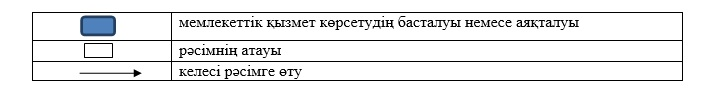 мемлекеттік қызмет көрсетудің басталуы немесе аяқталуы
рәсімнің атауы
келесі рәсімге өту